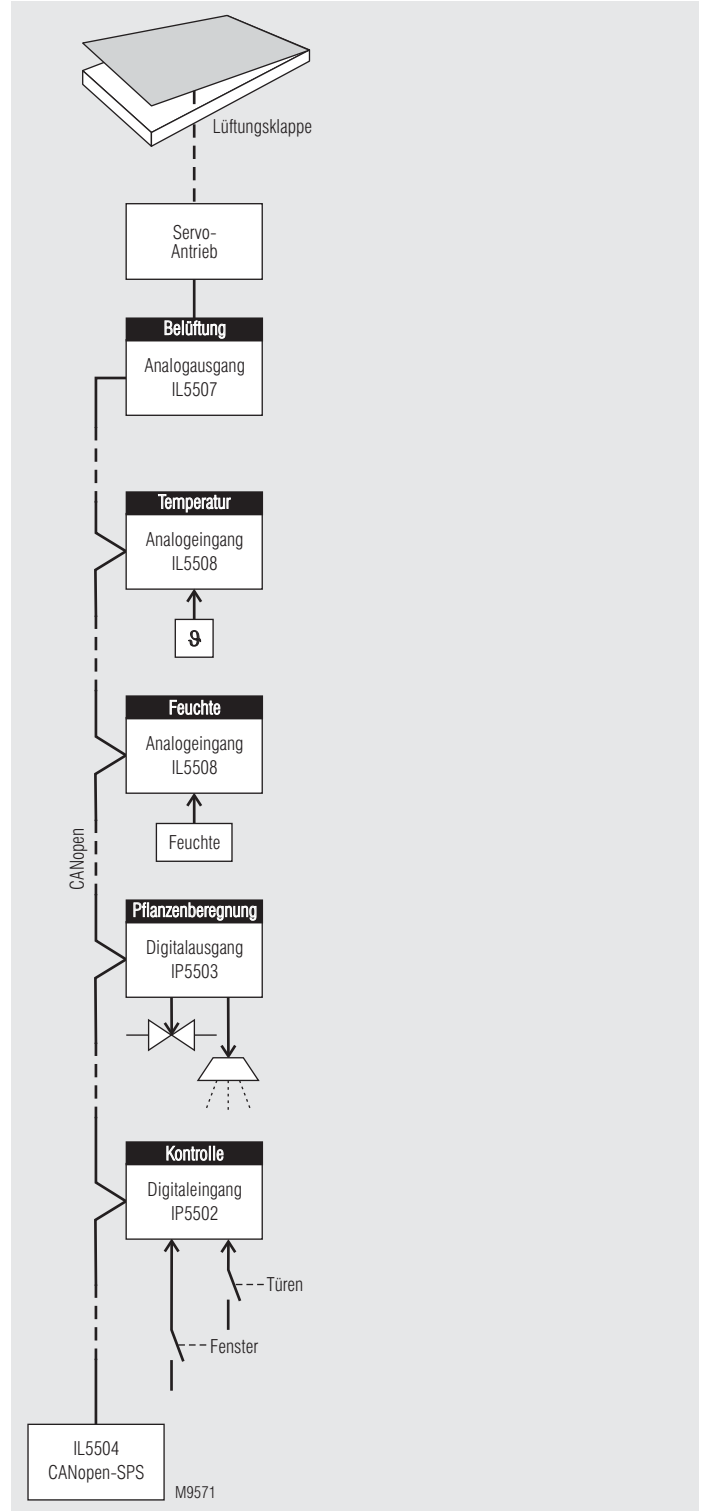 Lüftungsklappe
Servo-
Antrieb
Belüftung
Analogausgang
IL5507
Temperatur
Analogeingang
IL5508
ϑ
Feuchte
Analogeingang
IL5508
Feuchte
CANopen
Pflanzenberegnung
Digitalausgang
IP5503
Kontrolle
Digitaleingang
IP5502
Türen
Fenster
IL5504
CANopen-SPS
M9571